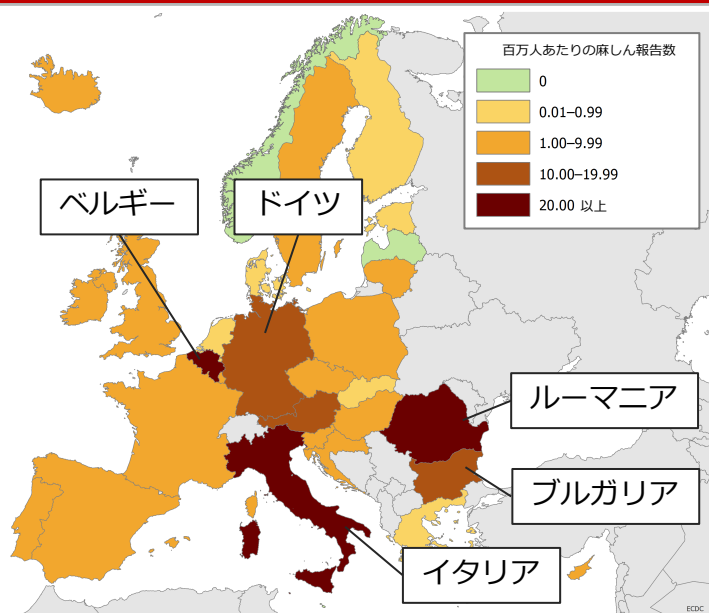 百万人あたりの麻しん報告数
0
0.01–0.99
1.00–9.99
10.00–19.99
20.00 以上
ベルギー
ドイツ
ルーマニア
ブルガリア
イタリア
ECDC